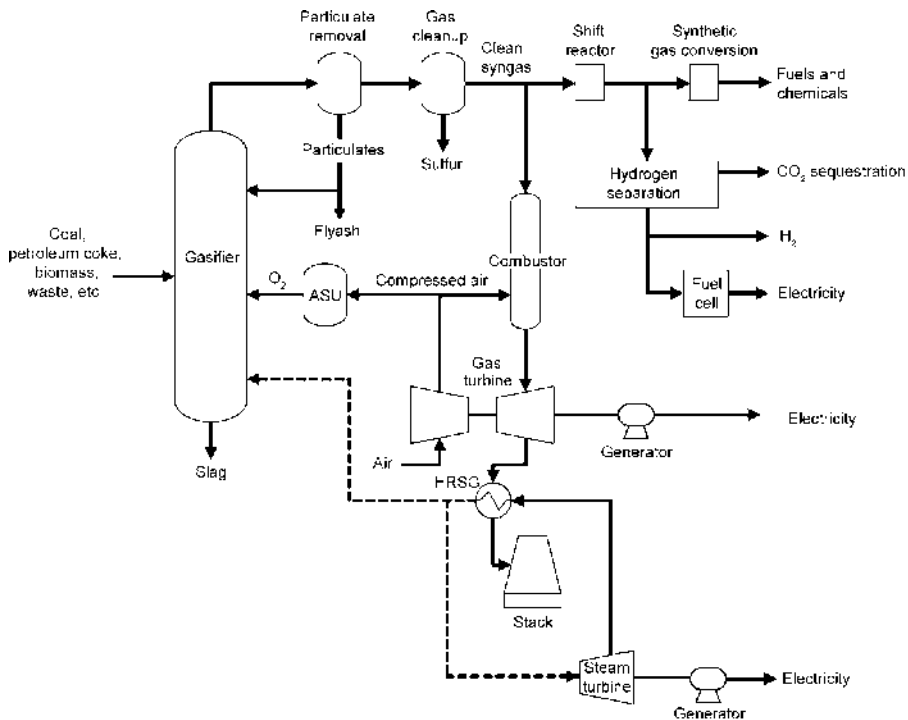 Particulate
removal
Gas
cleanup
Clean
syngas
Shift
reactor
Synthetic
gas conversion
Fuels and
chemicals
Particulates
Sulfur
Flyash
Hydrogen
separation
CO₂ sequestration
H₂
Fuel
cell
Electricity
Coal,
petroleum coke,
biomass,
waste, etc
Gasifier
O₂
ASU
Compressed air
Combustor
Gas
turbine
Generator
Electricity
Slag
Air
HRSG
Stack
Steam
turbine
Generator
Electricity